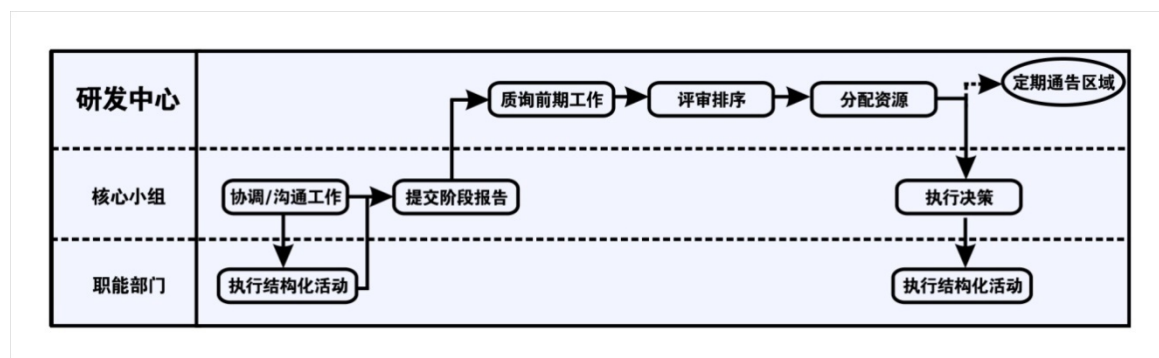 研发中心
质询前期工作
评审排序
分配资源
定期通告区域
核心小组
协调/沟通工作
提交阶段报告
执行决策
职能部门
执行结构化活动
执行结构化活动